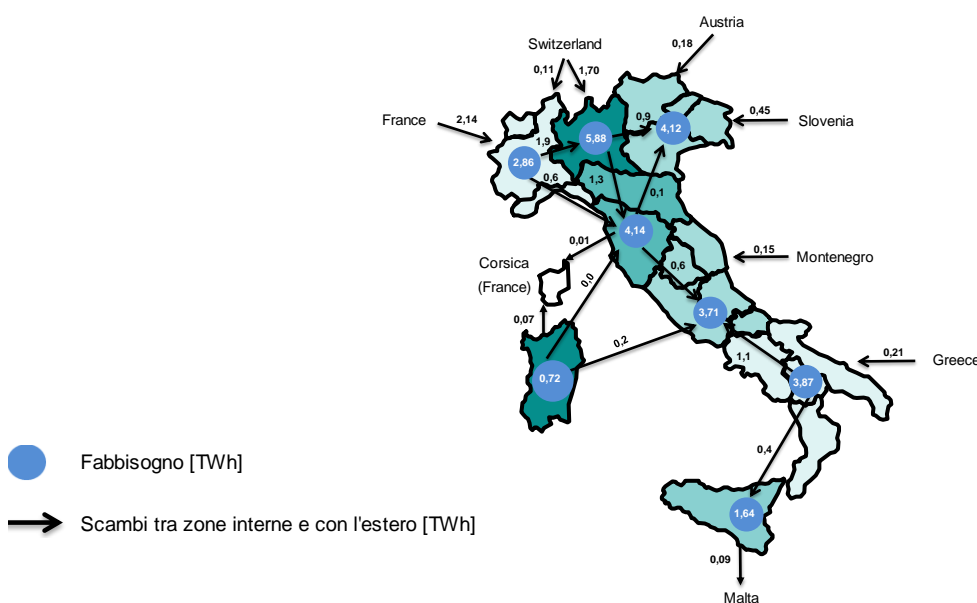 Austria
0,18
Switzerland
0,11
1,70
France
2,14
0,45
Slovenia
0,9
4,12
5,88
1,9
2,86
0,6
1,3
0,1
4,14
0,01
Corsica
(France)
0,0
0,6
0,15
Montenegro
3,71
0,07
0,2
1,1
0,21
Greece
0,72
3,87
0,4
Fabbisogno [TWh]
Scambi tra zone interne e con l'estero [TWh]
1,64
0,09
Malta